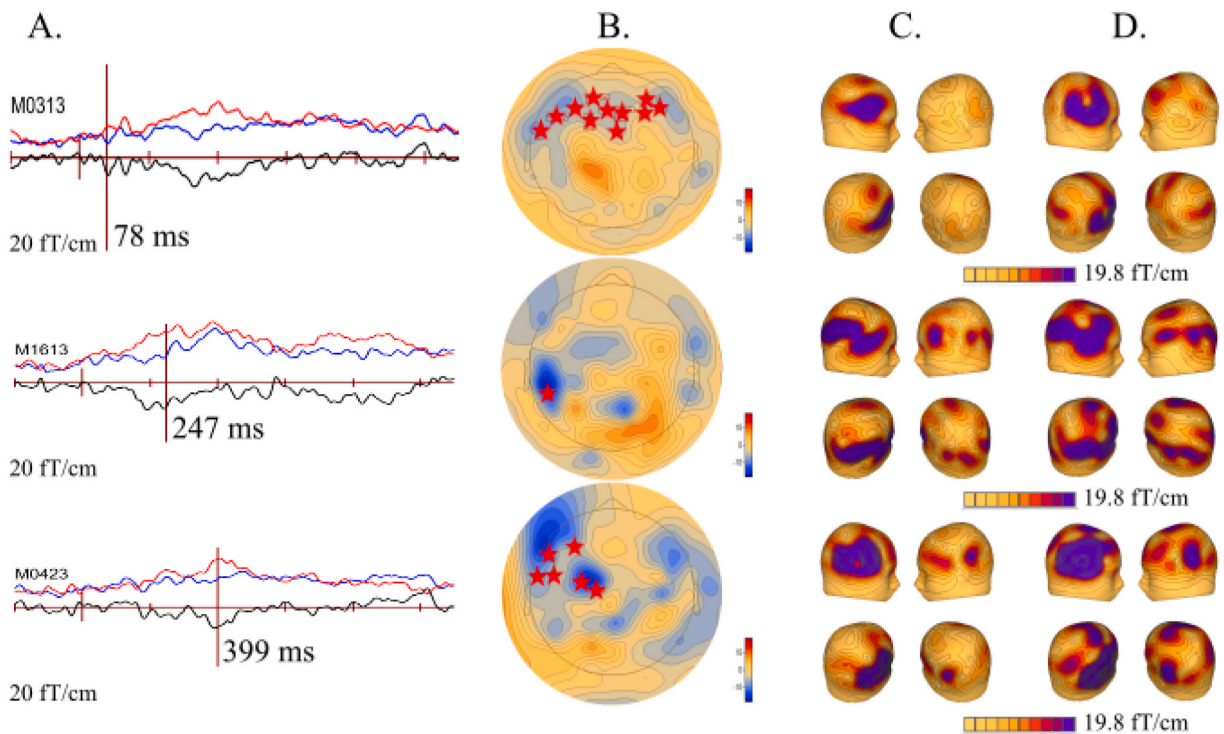 A.
B.
C.
D.
M0313
78 ms
20 fT/cm
19.8 fT/cm
M1613
247 ms
20 fT/cm
19.8 fT/cm
M0423
399 ms
20 fT/cm
19.8 fT/cm